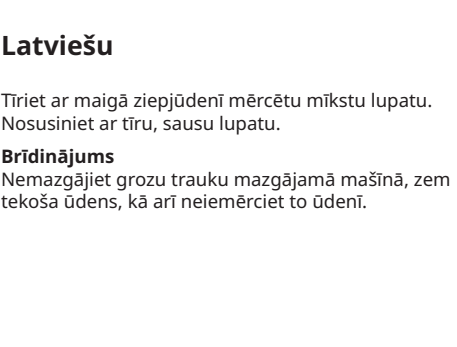 Latviešu
Tīriet ar maigā ziepjūdenī mērcētu mīkstu lupatu.
Nosusiniet ar tīru, sausu lupatu.
Brīdinājums
Nemazgājiet grozu trauku mazgājamā mašīnā, zem
tekoša ūdens, kā arī neiemērciet to ūdenī.